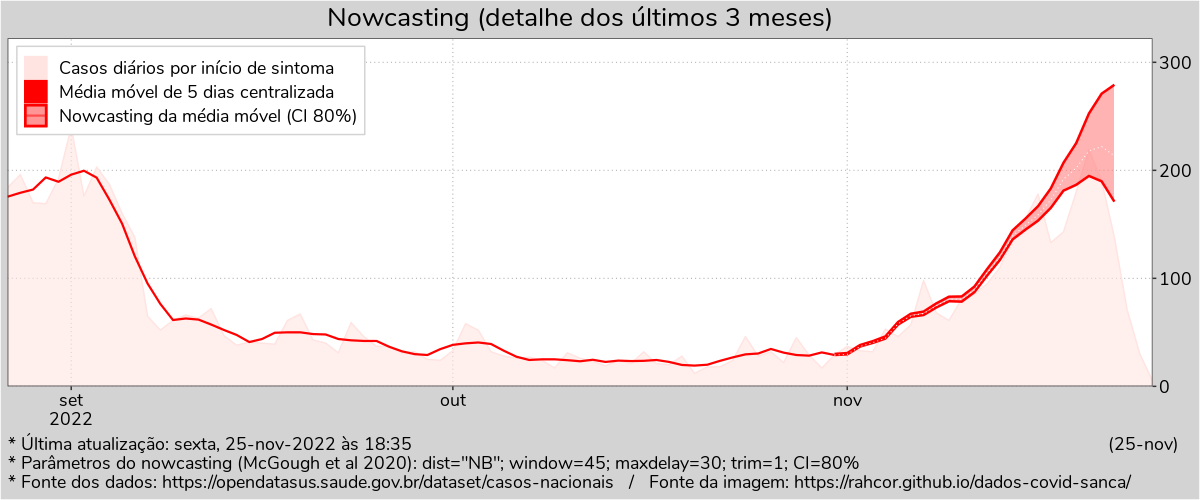 Nowcasting (detalhe dos últimos 3 meses)
Casos diários por início de sintoma
Média móvel de 5 dias centralizada
Nowcasting da média móvel (CI 80%)
300
200
100
0
set
2022
out
nov
* Última atualização: sexta, 25-nov-2022 às 18:35
(25-nov)
* Parâmetros do nowcasting (McGough et al 2020): dist="NB"; window=45; maxdelay=30; trim=1; CI=80%
* Fonte dos dados: https://opendatasus.saude.gov.br/dataset/casos-nacionais / Fonte da imagem: https://rahcor.github.io/dados-covid-sanca/